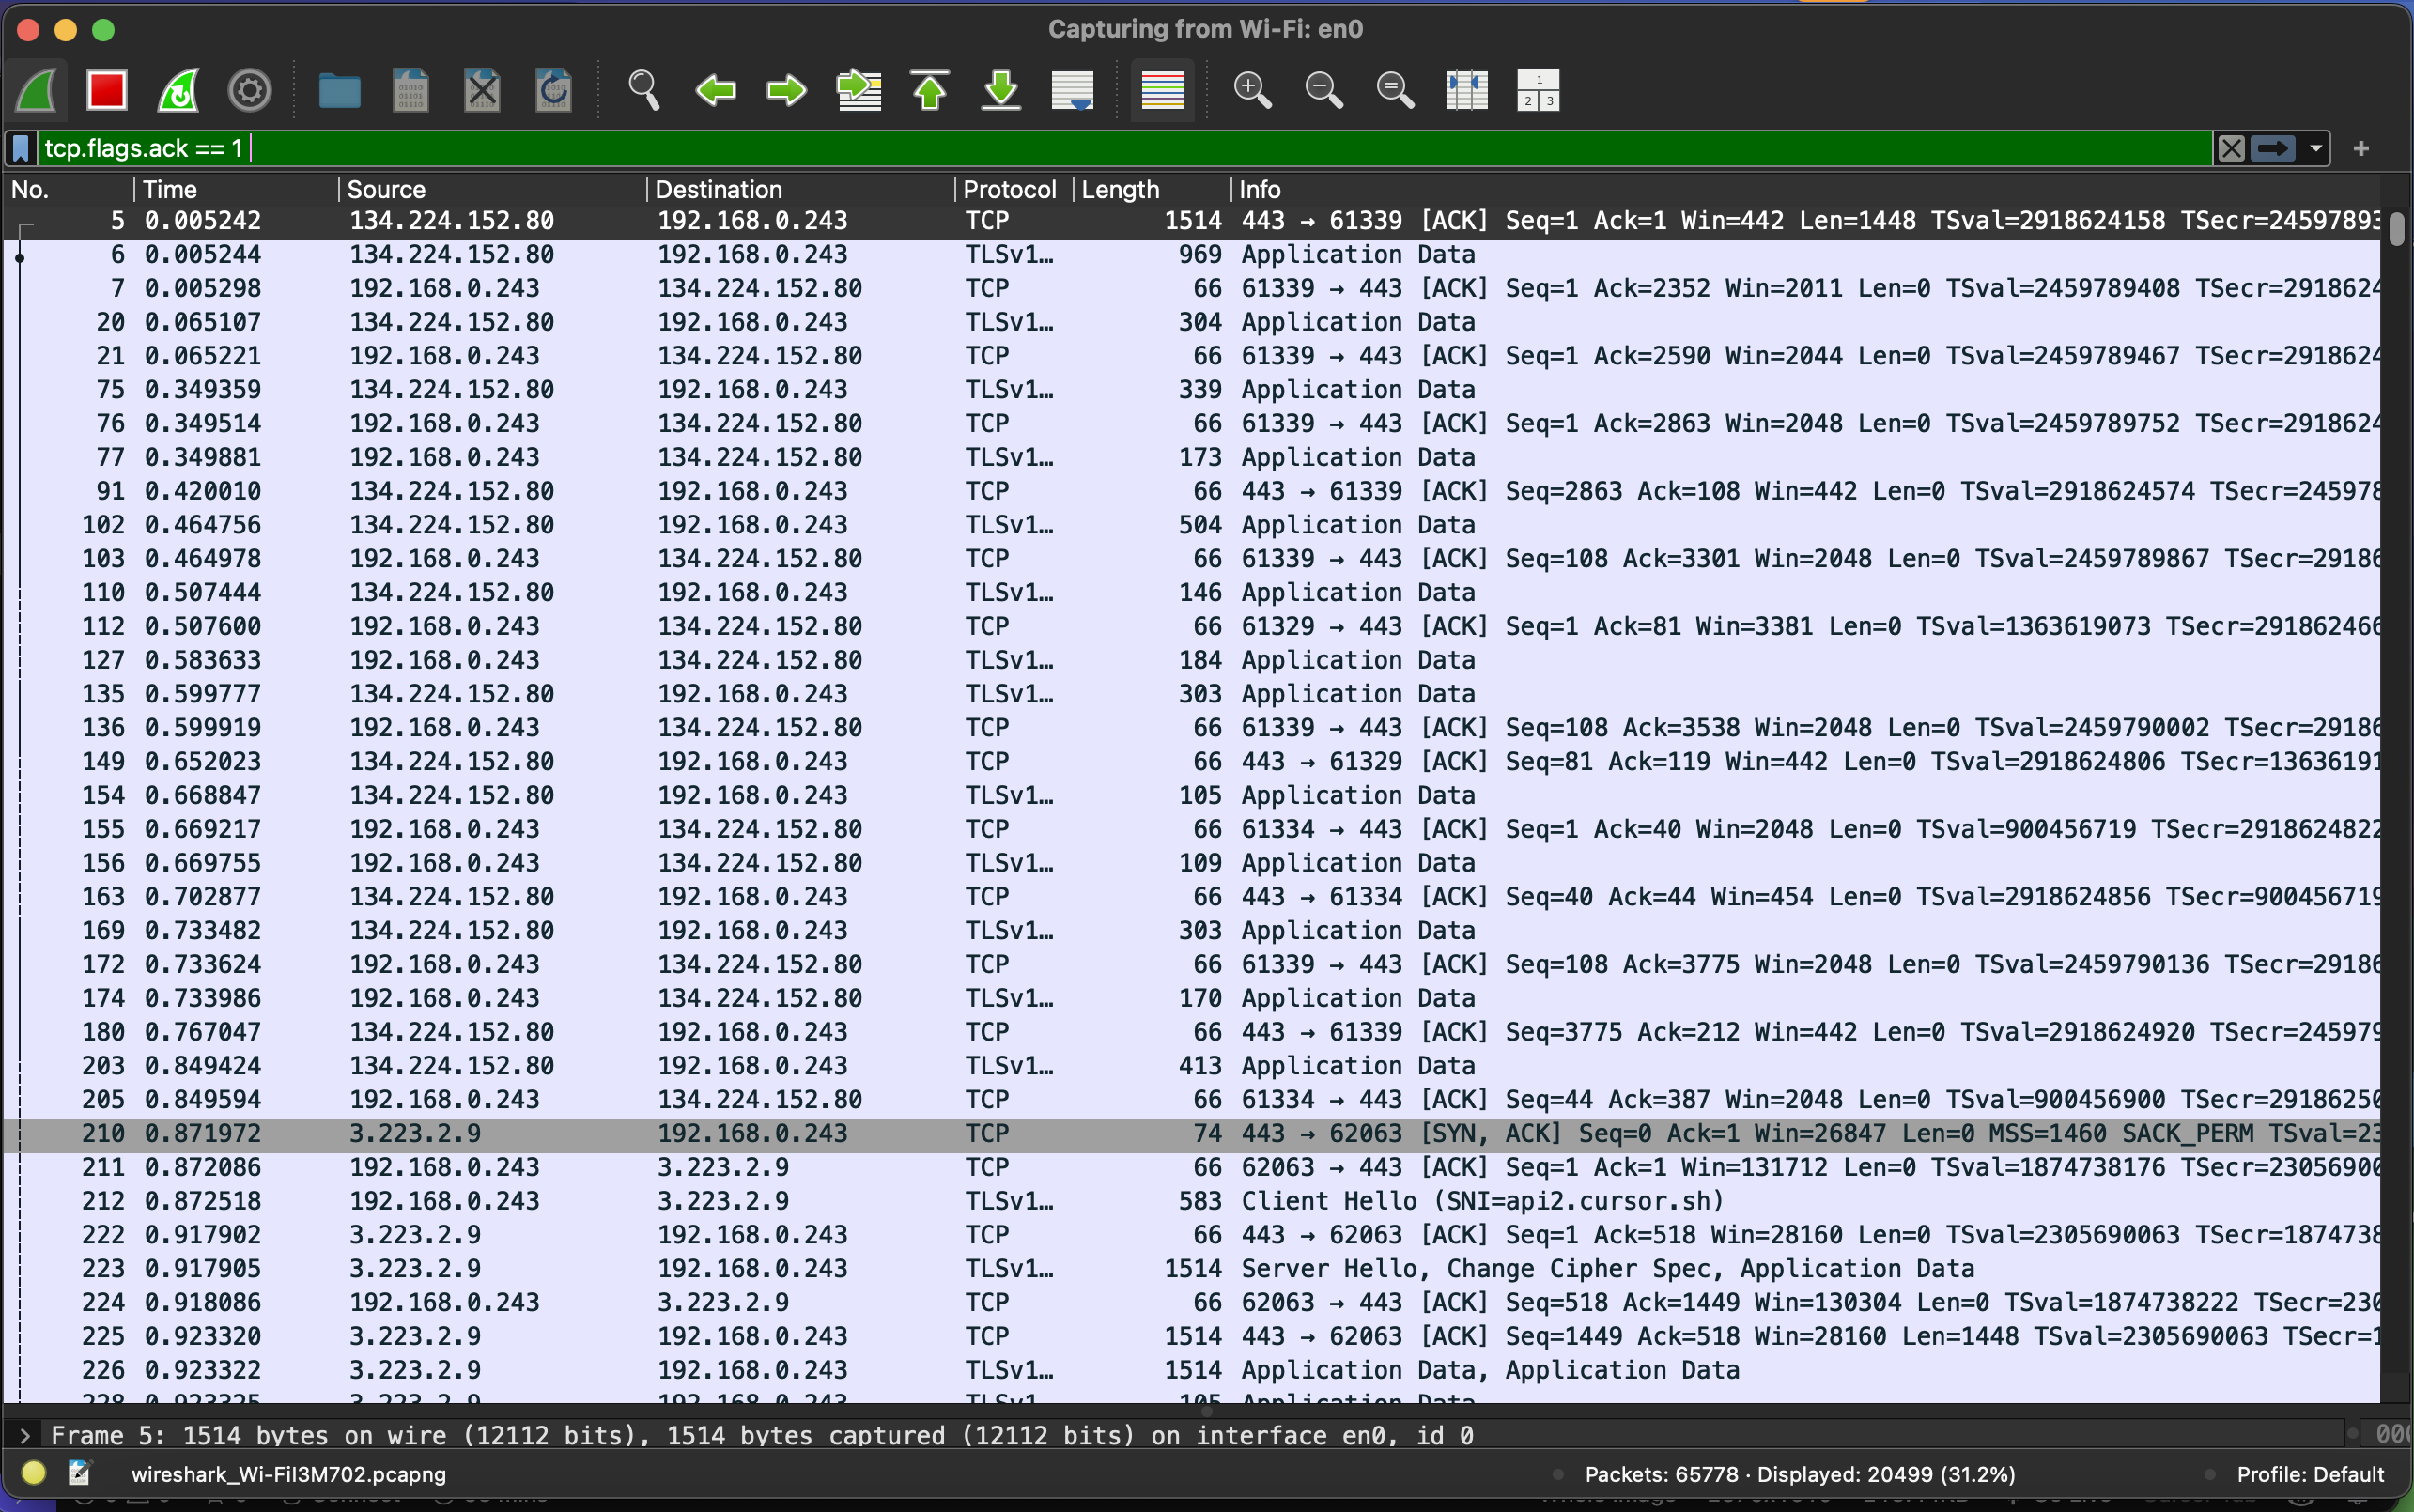 Capturing from Wi-Fi: en0
tcp.flags.ack == 1
No. Time Source Destination Protocol Length Info
5 0.005242 134.224.152.80 192.168.0.243 TCP 1514 443 → 61339 [ACK] Seq=1 Ack=1 Win=442 Len=1448 TSval=2918624158 TSecr=24597893
6 0.005244 134.224.152.80 192.168.0.243 TLSv1… 969 Application Data
7 0.005298 192.168.0.243 134.224.152.80 TCP 66 61339 → 443 [ACK] Seq=1 Ack=2352 Win=2011 Len=0 TSval=2459789408 TSecr=2918624
20 0.065107 134.224.152.80 192.168.0.243 TLSv1… 304 Application Data
21 0.065221 192.168.0.243 134.224.152.80 TCP 66 61339 → 443 [ACK] Seq=1 Ack=2590 Win=2044 Len=0 TSval=2459789467 TSecr=2918624
75 0.349359 134.224.152.80 192.168.0.243 TLSv1… 339 Application Data
76 0.349514 192.168.0.243 134.224.152.80 TCP 66 61339 → 443 [ACK] Seq=1 Ack=2863 Win=2048 Len=0 TSval=2459789752 TSecr=2918624
77 0.349881 192.168.0.243 134.224.152.80 TLSv1… 173 Application Data
91 0.420010 134.224.152.80 192.168.0.243 TCP 66 443 → 61339 [ACK] Seq=2863 Ack=108 Win=442 Len=0 TSval=2918624574 TSecr=245978
102 0.464756 134.224.152.80 192.168.0.243 TLSv1… 504 Application Data
103 0.464978 192.168.0.243 134.224.152.80 TCP 66 61339 → 443 [ACK] Seq=108 Ack=3301 Win=2048 Len=0 TSval=2459789867 TSecr=29186
110 0.507444 134.224.152.80 192.168.0.243 TLSv1… 146 Application Data
112 0.507600 192.168.0.243 134.224.152.80 TCP 66 61329 → 443 [ACK] Seq=1 Ack=81 Win=3381 Len=0 TSval=1363619073 TSecr=291862466
127 0.583633 192.168.0.243 134.224.152.80 TLSv1… 184 Application Data
135 0.599777 134.224.152.80 192.168.0.243 TLSv1… 303 Application Data
136 0.599919 192.168.0.243 134.224.152.80 TCP 66 61339 → 443 [ACK] Seq=108 Ack=3538 Win=2048 Len=0 TSval=2459790002 TSecr=29186
149 0.652023 134.224.152.80 192.168.0.243 TCP 66 443 → 61329 [ACK] Seq=81 Ack=119 Win=442 Len=0 TSval=2918624806 TSecr=13636191
154 0.668847 134.224.152.80 192.168.0.243 TLSv1… 105 Application Data
155 0.669217 192.168.0.243 134.224.152.80 TCP 66 61334 → 443 [ACK] Seq=1 Ack=40 Win=2048 Len=0 TSval=900456719 TSecr=2918624822
156 0.669755 192.168.0.243 134.224.152.80 TLSv1… 109 Application Data
163 0.702877 134.224.152.80 192.168.0.243 TCP 66 443 → 61334 [ACK] Seq=40 Ack=44 Win=454 Len=0 TSval=2918624856 TSecr=900456719
169 0.733482 134.224.152.80 192.168.0.243 TLSv1… 303 Application Data
172 0.733624 192.168.0.243 134.224.152.80 TCP 66 61339 → 443 [ACK] Seq=108 Ack=3775 Win=2048 Len=0 TSval=2459790136 TSecr=29186
174 0.733986 192.168.0.243 134.224.152.80 TLSv1… 170 Application Data
180 0.767047 134.224.152.80 192.168.0.243 TCP 66 443 → 61339 [ACK] Seq=3775 Ack=212 Win=442 Len=0 TSval=2918624920 TSecr=245979
203 0.849424 134.224.152.80 192.168.0.243 TLSv1… 413 Application Data
205 0.849594 192.168.0.243 134.224.152.80 TCP 66 61334 → 443 [ACK] Seq=44 Ack=387 Win=2048 Len=0 TSval=900456900 TSecr=29186250
210 0.871972 3.223.2.9 192.168.0.243 TCP 74 443 → 62063 [SYN, ACK] Seq=0 Ack=1 Win=26847 Len=0 MSS=1460 SACK_PERM TSval=23
211 0.872086 192.168.0.243 3.223.2.9 TCP 66 62063 → 443 [ACK] Seq=1 Ack=1 Win=131712 Len=0 TSval=1874738176 TSecr=23056900
212 0.872518 192.168.0.243 3.223.2.9 TLSv1… 583 Client Hello (SNI=api2.cursor.sh)
222 0.917902 3.223.2.9 192.168.0.243 TCP 66 443 → 62063 [ACK] Seq=1 Ack=518 Win=28160 Len=0 TSval=2305690063 TSecr=1874738
223 0.917905 3.223.2.9 192.168.0.243 TLSv1… 1514 Server Hello, Change Cipher Spec, Application Data
224 0.918086 192.168.0.243 3.223.2.9 TCP 66 62063 → 443 [ACK] Seq=518 Ack=1449 Win=130304 Len=0 TSval=1874738222 TSecr=230
225 0.923320 3.223.2.9 192.168.0.243 TCP 1514 443 → 62063 [ACK] Seq=1449 Ack=518 Win=28160 Len=1448 TSval=2305690063 TSecr=1
226 0.923322 3.223.2.9 192.168.0.243 TLSv1… 1514 Application Data, Application Data
228 0.923325 3.223.2.9 192.168.0.243 TLSv1… 105 Application Data
Frame 5: 1514 bytes on wire (12112 bits), 1514 bytes captured (12112 bits) on interface en0, id 0
wireshark_Wi-FiI3M702.pcapng Packets: 65778 · Displayed: 20499 (31.2%) Profile: Default